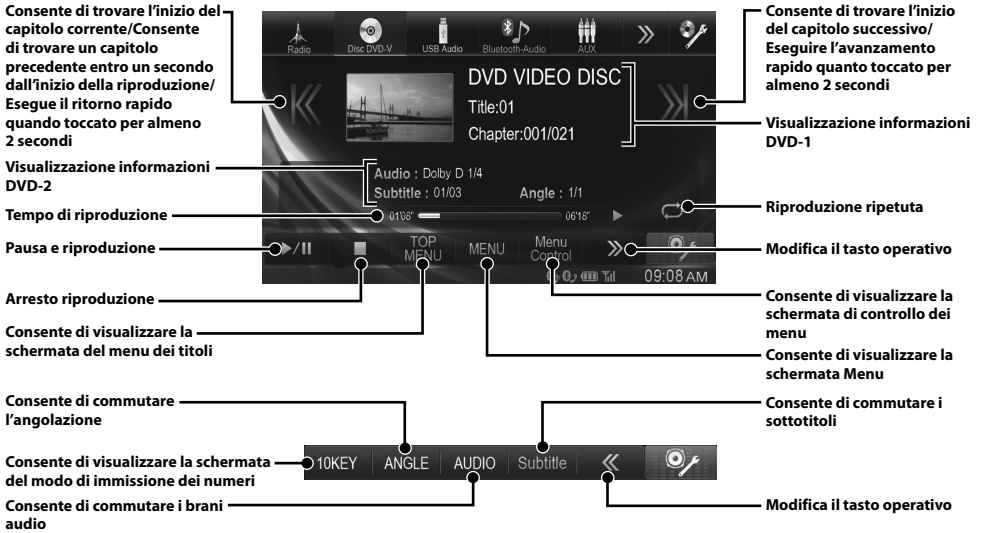 Consente di trovare l'inizio del
capitolo corrente/Consente
di trovare un capitolo
precedente entro un secondo
dall'inizio della riproduzione/
Esegue il ritorno rapido
quando toccato per almeno
2 secondi
Visualizzazione informazioni
DVD-2
Tempo di riproduzione
Pausa e riproduzione
Arresto riproduzione
Consente di visualizzare la
schermata del menu dei titoli
Radio
Disc DVD-V
USB Audio
Bluetooth-Audio
AUX
DVD VIDEO DISC
Title:01
Chapter:001/021
Audio : Dolby D 1/4
Subtitle : 01/03 Angle : 1/1
01'08" 06'18"
TOP
MENU
MENU
Menu
Control
09:08 AM
Consente di trovare l'inizio
del capitolo successivo/
Eseguire l'avanzamento
rapido quanto toccato per
almeno 2 secondi
Visualizzazione informazioni
DVD-1
Riproduzione ripetuta
Modifica il tasto operativo
Consente di visualizzare la
schermata di controllo dei
menu
Consente di visualizzare la
schermata Menu
Consente di commutare
l'angolazione
Consente di visualizzare la schermata
del modo di immissione dei numeri
Consente di commutare i brani
audio
10KEY
ANGLE
AUDIO
Subtitle
Consente di commutare i
sottotitoli
Modifica il tasto operativo